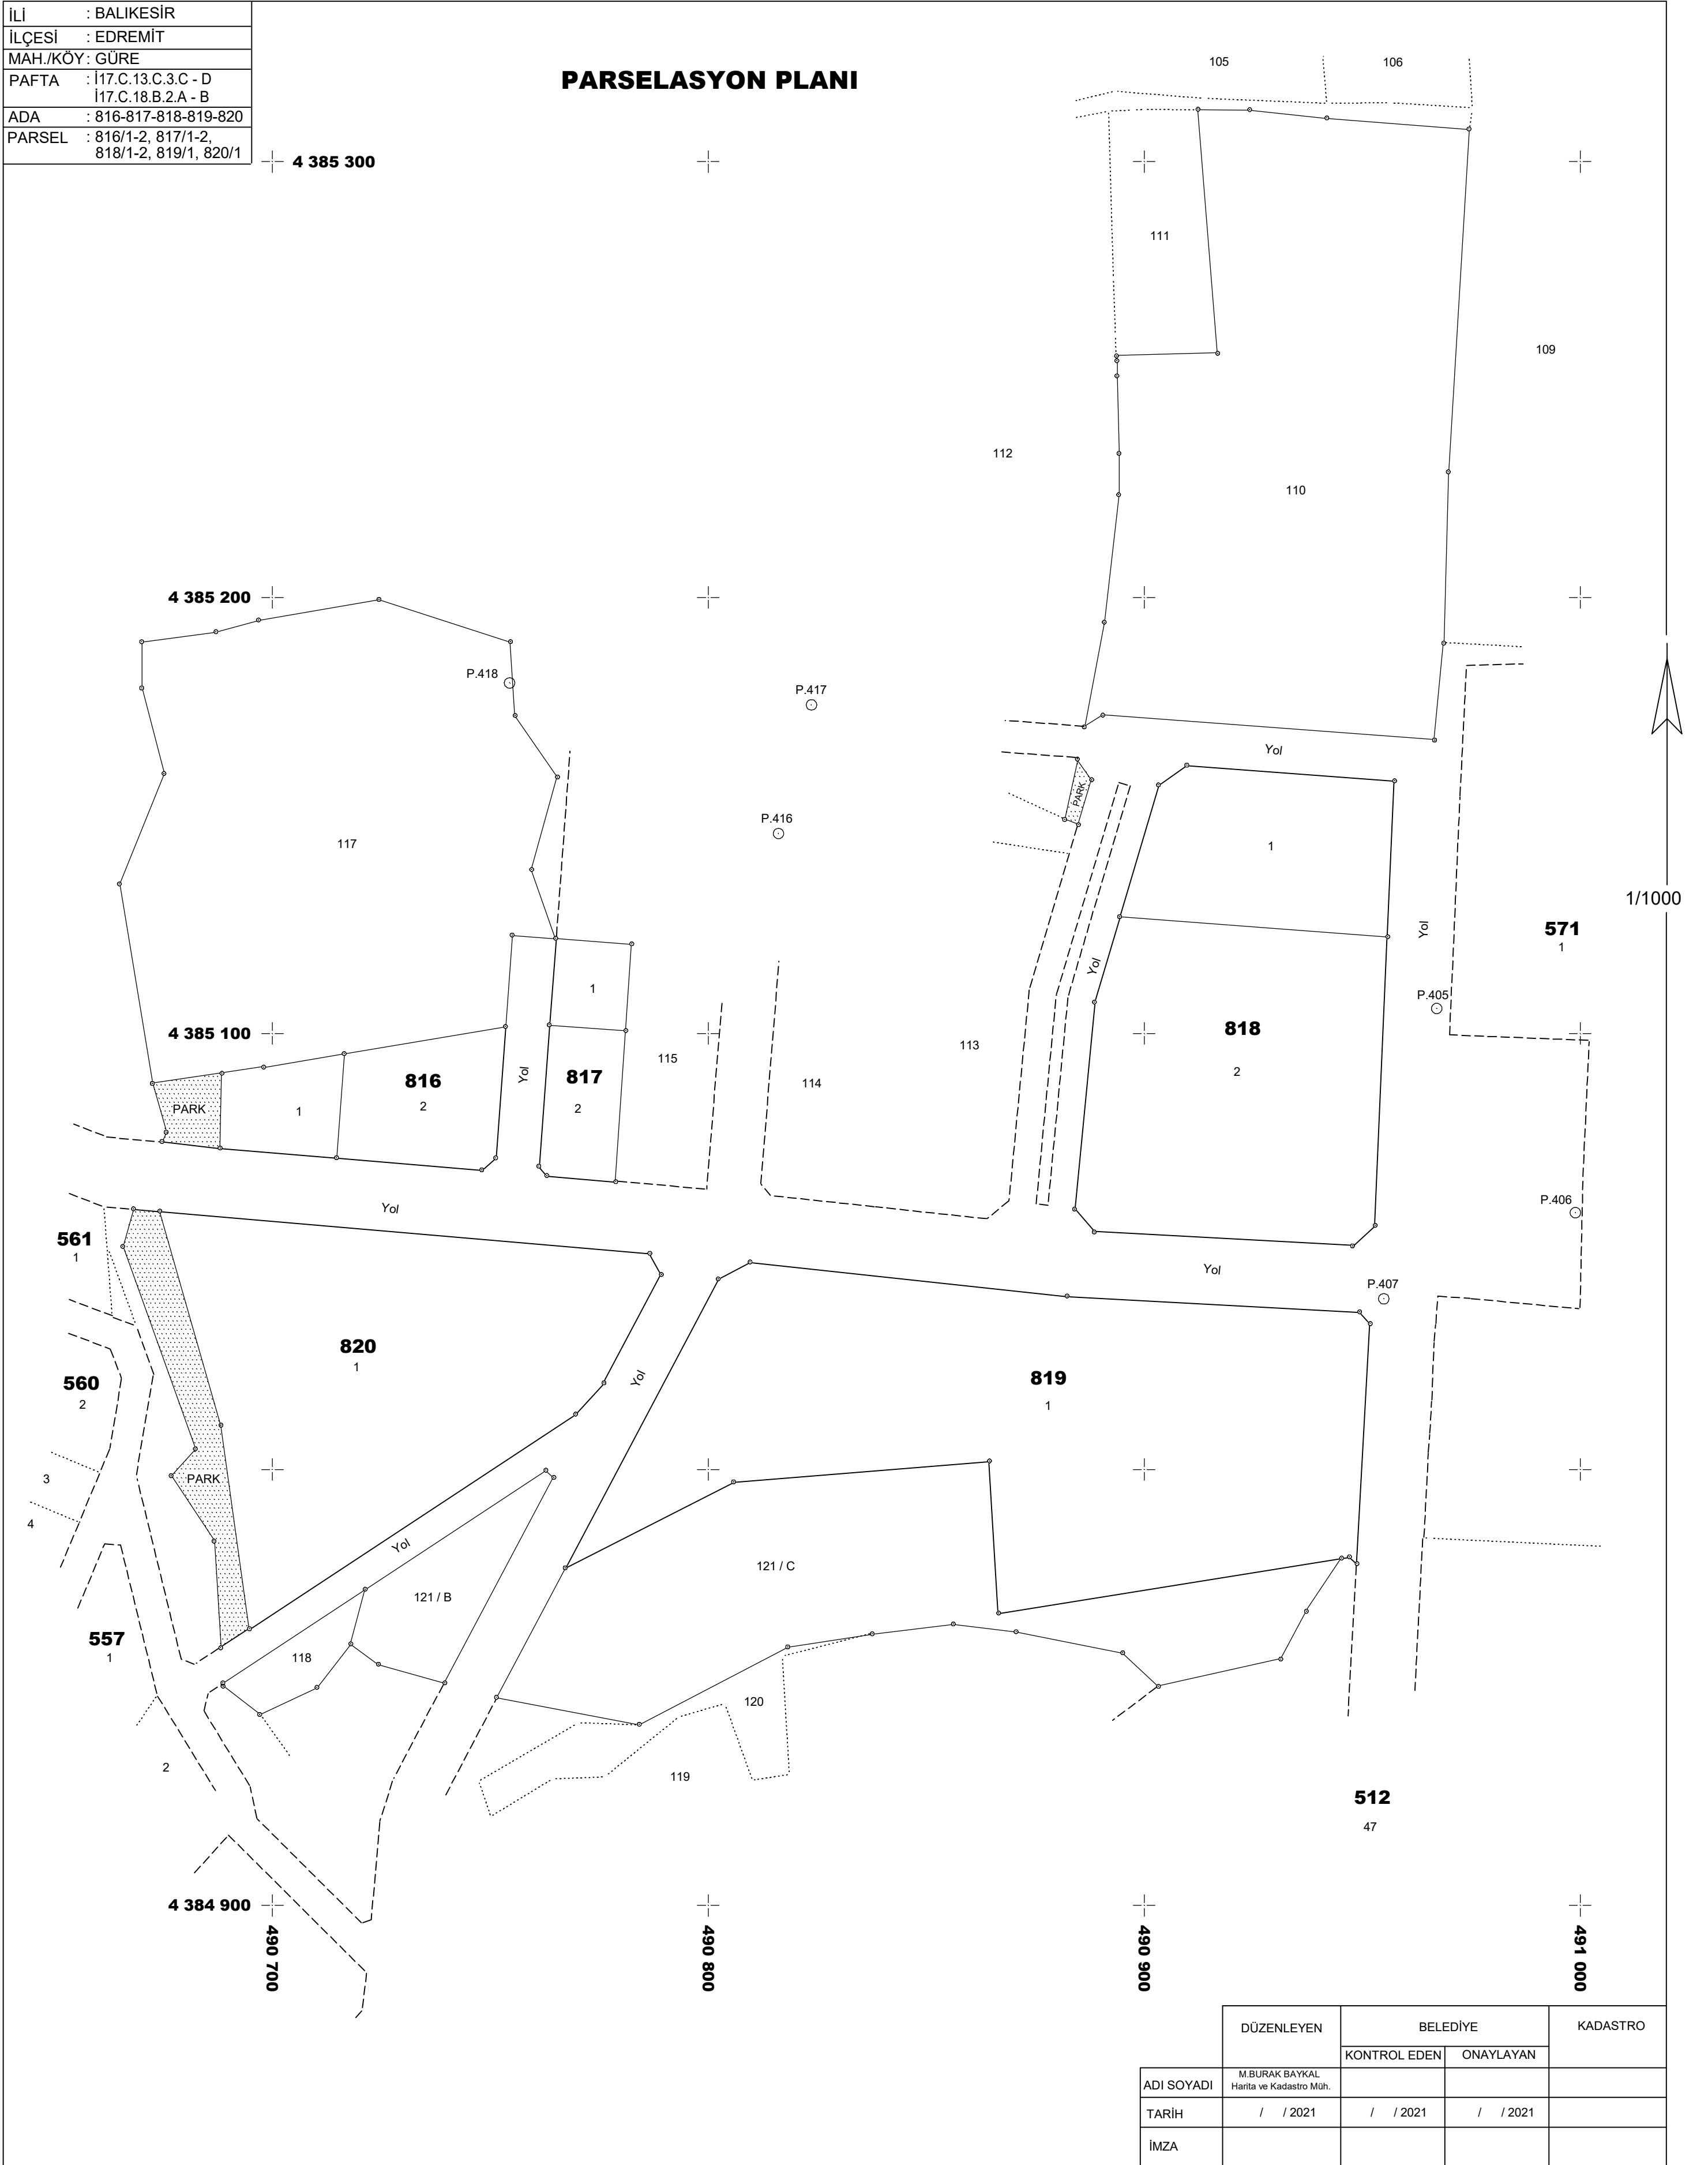 İLİ : BALIKESİR
İLÇESİ : EDREMİT
MAH./KÖY : GÜRE
PAFTA : İ17.C.13.C.3.C - D
İ17.C.18.B.2.A - B
ADA : 816-817-818-819-820
PARSEL : 816/1-2, 817/1-2,
818/1-2, 819/1, 820/1
PARSELASYON PLANI
105
106
4 385 300
111
109
112
110
4 385 200
P.418
P.417
Yol
PARK
P.416
117
1
1/1000
571
1
Yol
Yol
1
P.405
4 385 100
818
113
115
Yol
816
817
114
2
PARK
1
2
2
P.406
Yol
561
1
Yol
P.407
820
1
Yol
819
1
560
2
3
PARK
4
Yol
121 / C
121 / B
557
1
118
120
2
119
512
47
4 384 900
490 700
490 800
490 900
491 000
DÜZENLEYEN BELEDİYE KADASTRO
KONTROL EDEN ONAYLAYAN
ADI SOYADI M.BURAK BAYKAL
Harita ve Kadastro Müh.
TARİH / / 2021 / / 2021 / / 2021
İMZA